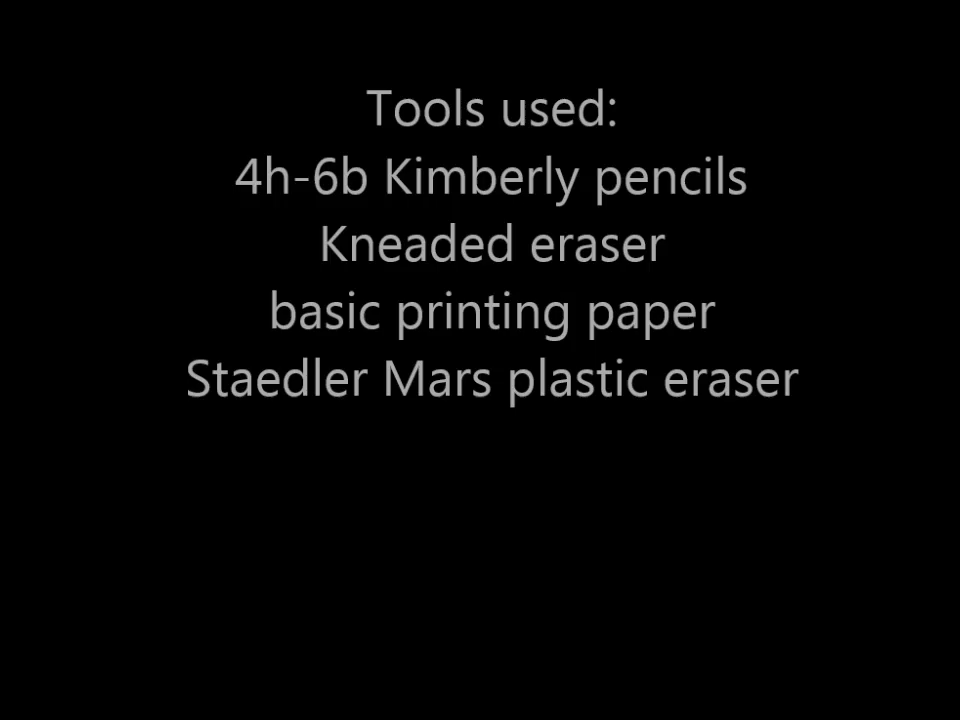 Tools used:
4h-6b Kimberly pencils
Kneaded eraser
basic printing paper
Staedler Mars plastic eraser